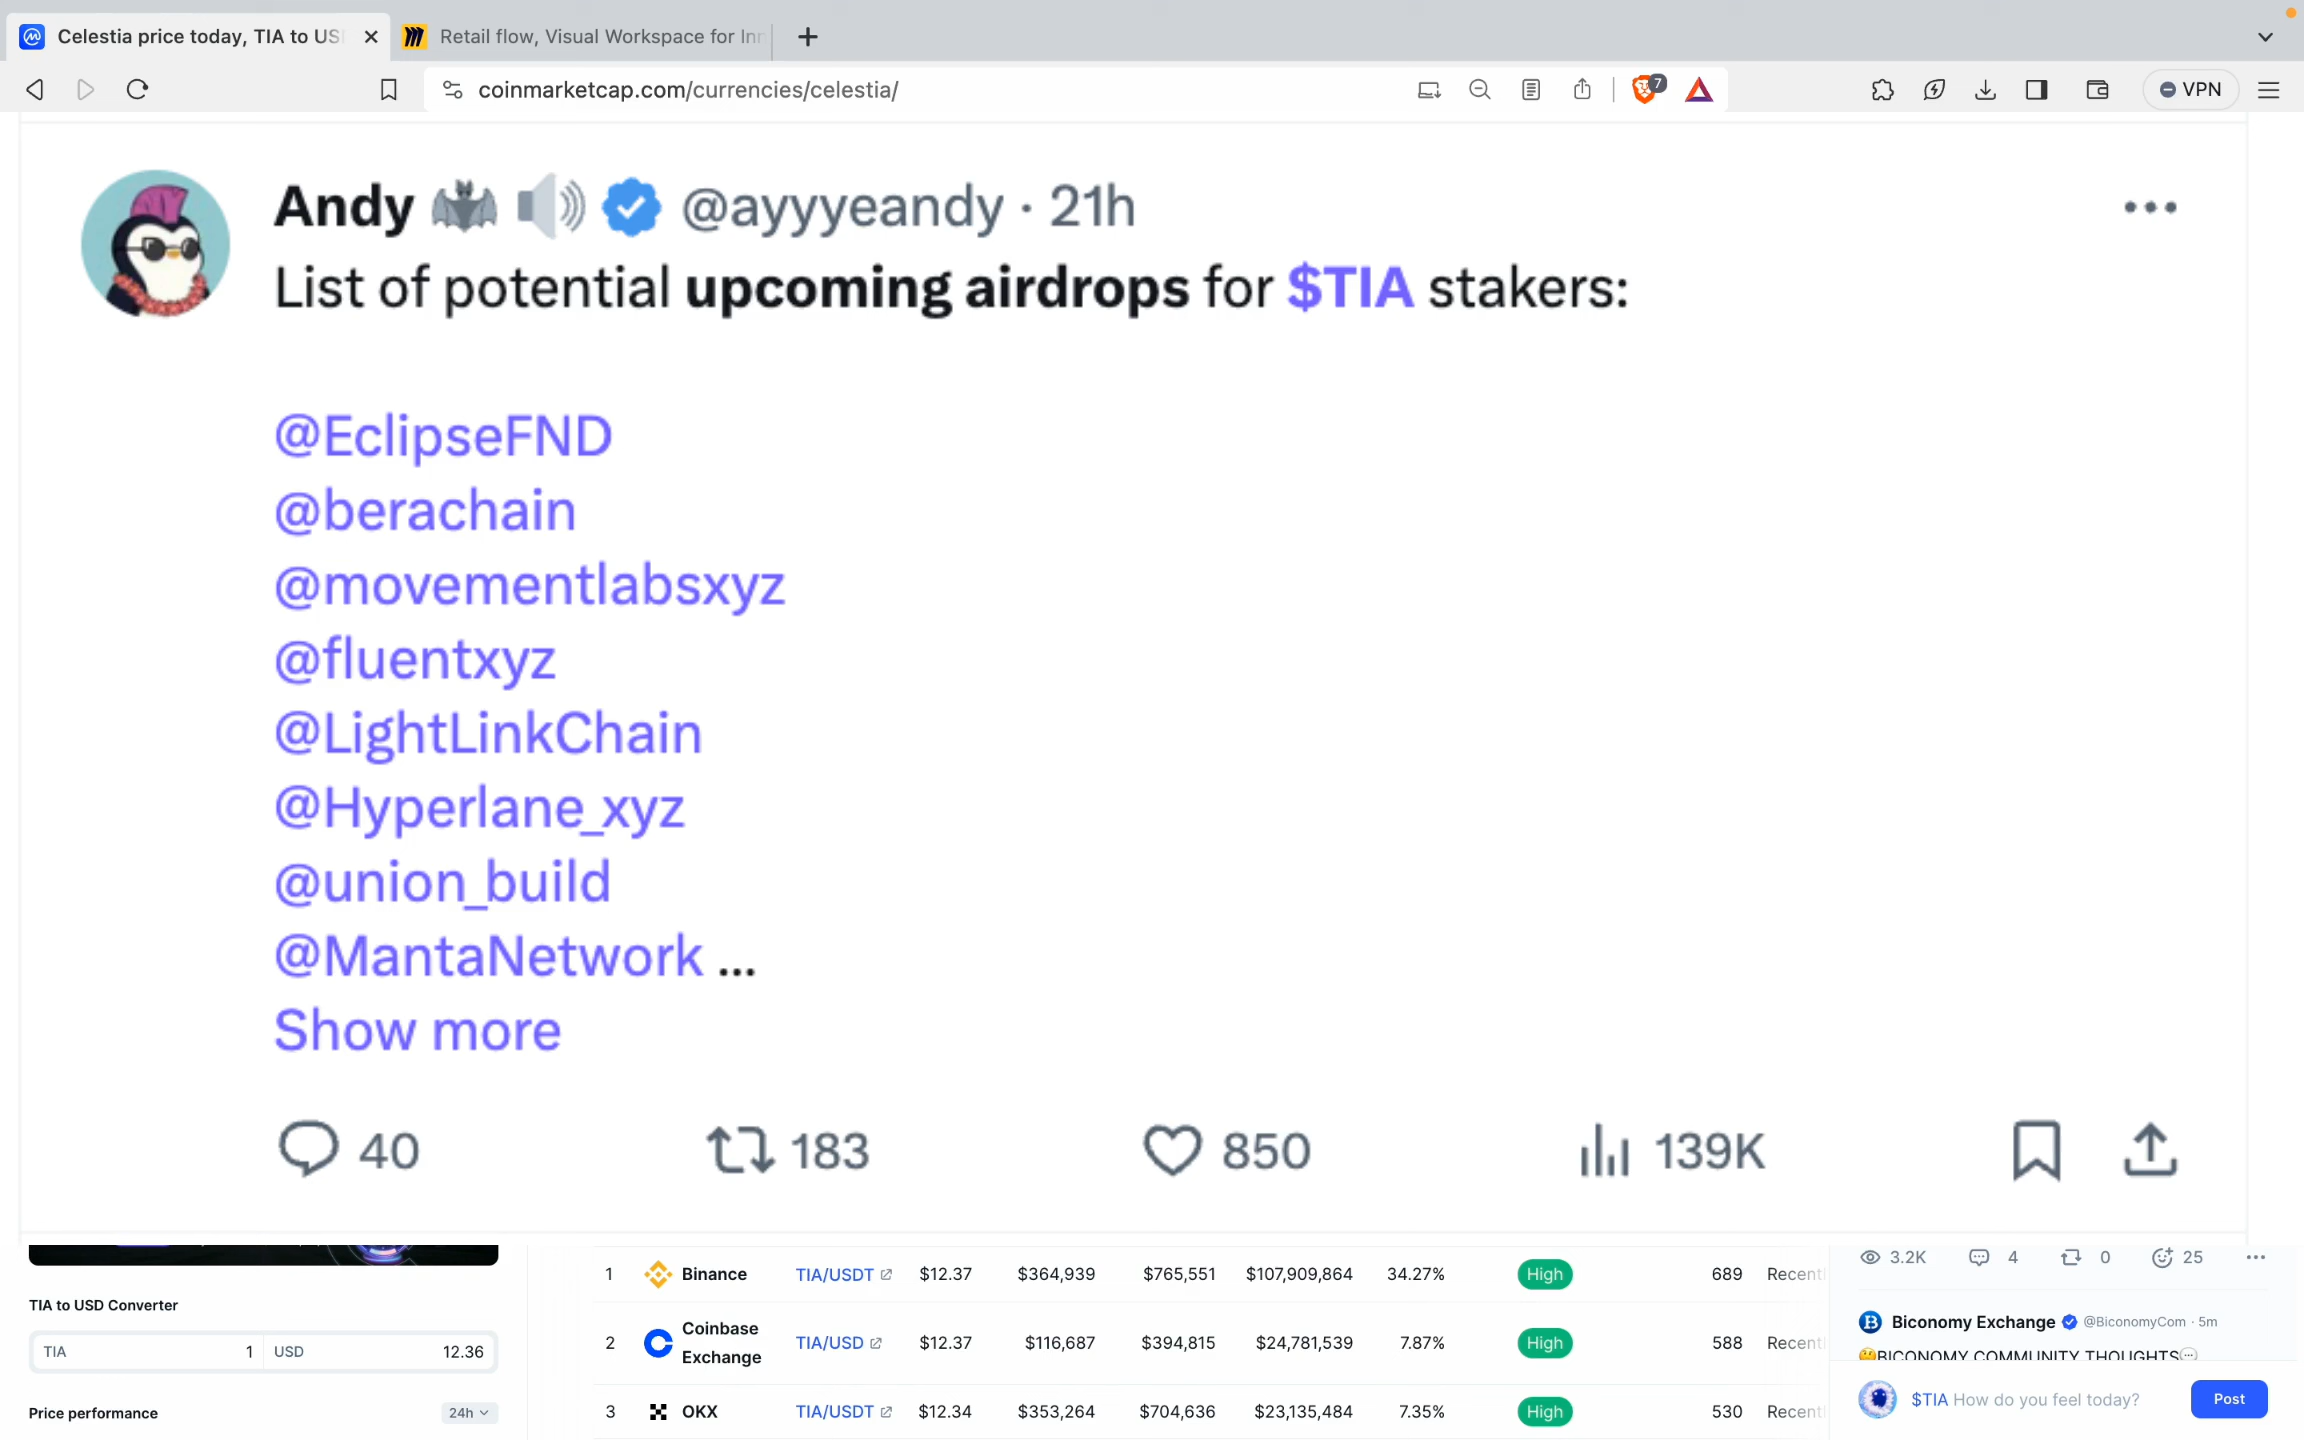 Celestia price today, TIA to US
Retail flow, Visual Workspace for Inn
coinmarketcap.com/currencies/celestia/
7
VPN
Andy @ayyyeandy · 21h
List of potential upcoming airdrops for $TIA stakers:
@EclipseFND
@berachain
@movementlabsxyz
@fluentxyz
@LightLinkChain
@Hyperlane_xyz
@union_build
@MantaNetwork ...
Show more
40 183 850 139K
TIA to USD Converter
TIA 1 USD 12.36
Price performance 24h
1 Binance TIA/USDT $12.37 $364,939 $765,551 $107,909,864 34.27% High 689 Recent
2 Coinbase Exchange TIA/USD $12.37 $116,687 $394,815 $24,781,539 7.87% High 588 Recent
3 OKX TIA/USDT $12.34 $353,264 $704,636 $23,135,484 7.35% High 530 Recent
3.2K 4 0 25
Biconomy Exchange @BiconomyCom · 5m
BICONOMY COMMUNITY THOUGHTS
$TIA How do you feel today? Post